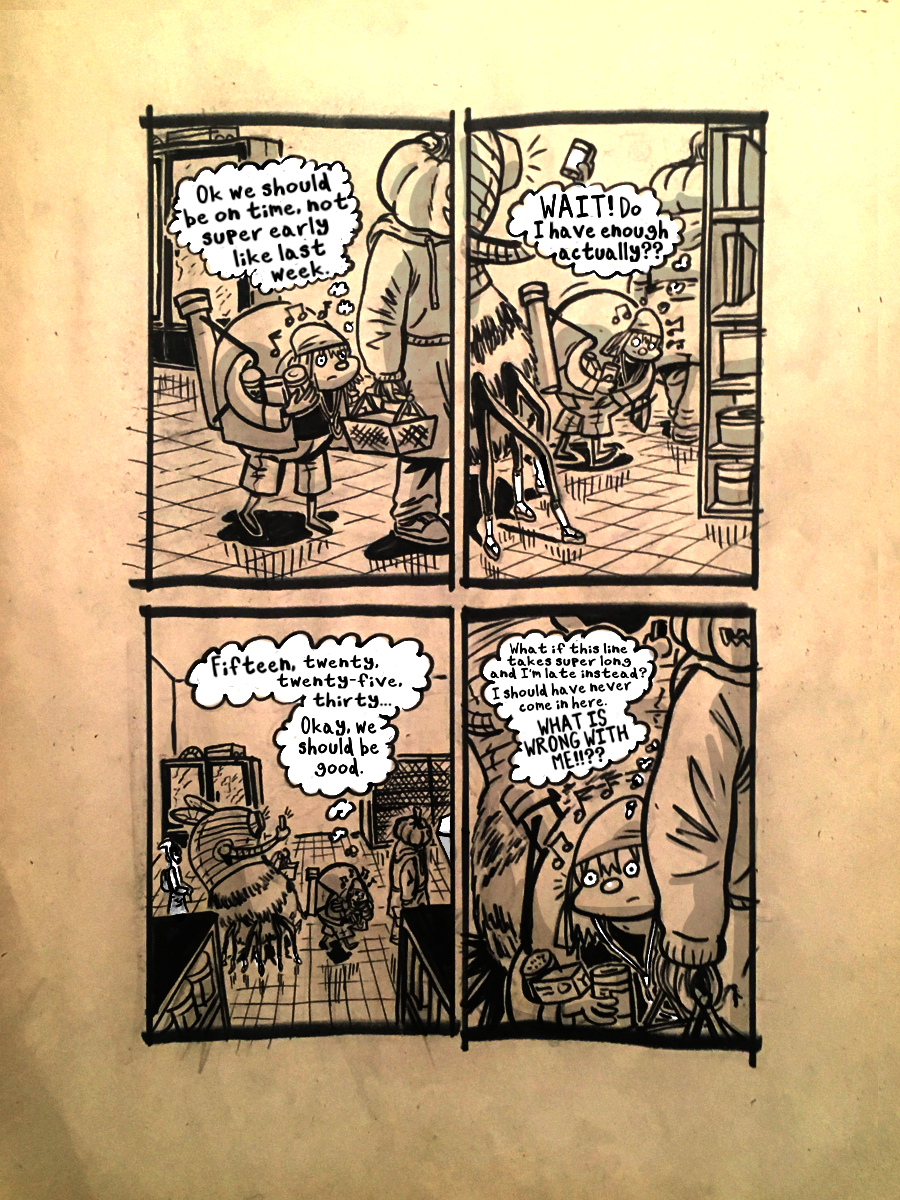 Ok we should
be on time, not
super early
like last
week.
WAIT! Do
I have enough
actually??
Fifteen, twenty,
twenty-five,
thirty...
Okay, we
should be
good.
What if this line
takes super long
and I'm late instead?
I should have never
come in here.
WHAT IS
WRONG WITH
ME!!??